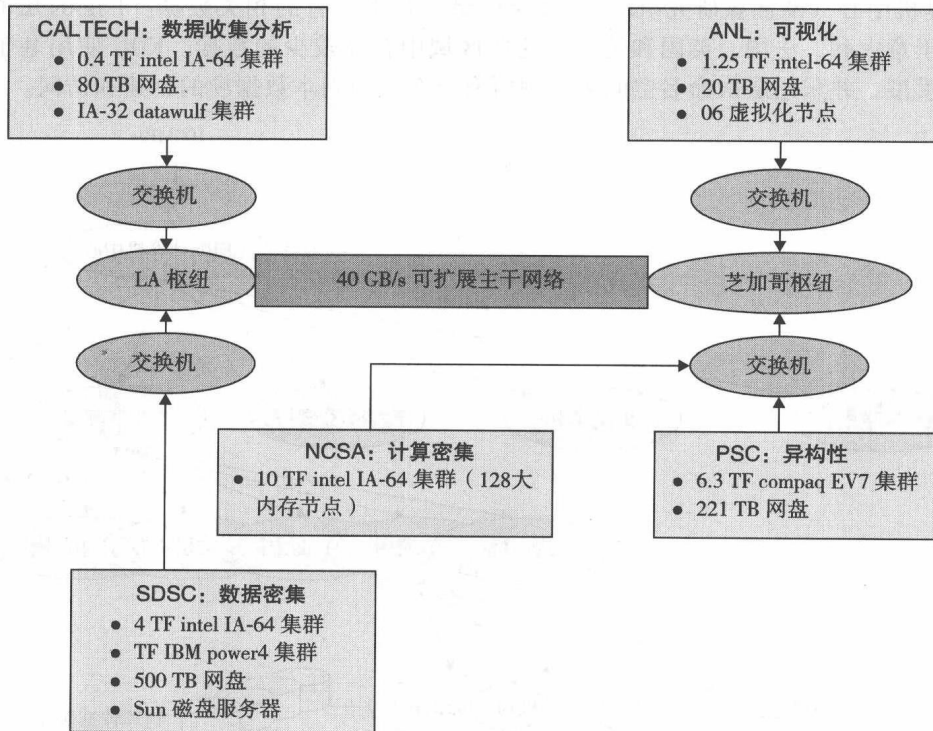 CALTECH：数据收集分析
● 0.4 TF intel IA-64 集群
● 80 TB 网盘
● IA-32 datawulf 集群
ANL：可视化
● 1.25 TF intel-64 集群
● 20 TB 网盘
● 06 虚拟化节点
交换机
交换机
LA 枢纽
40 GB/s 可扩展主干网络
芝加哥枢纽
交换机
交换机
NCSA：计算密集
● 10 TF intel IA-64 集群（128大
内存节点）
PSC：异构性
● 6.3 TF compaq EV7 集群
● 221 TB 网盘
SDSC：数据密集
● 4 TF intel IA-64 集群
● TF IBM power4 集群
● 500 TB 网盘
● Sun 磁盘服务器